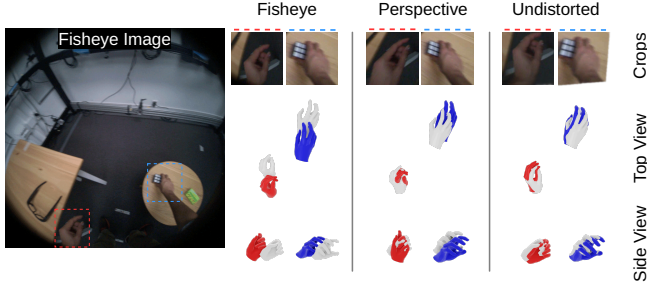 Fisheye
Perspective
Undistorted
Fisheye Image
Crops
Top View
Side View